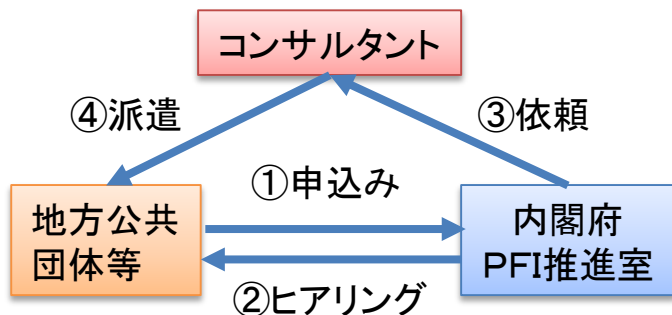 コンサルタント
④派遣
③依頼
①申込み
地方公共
団体等
内閣府
PFI推進室
②ヒアリング